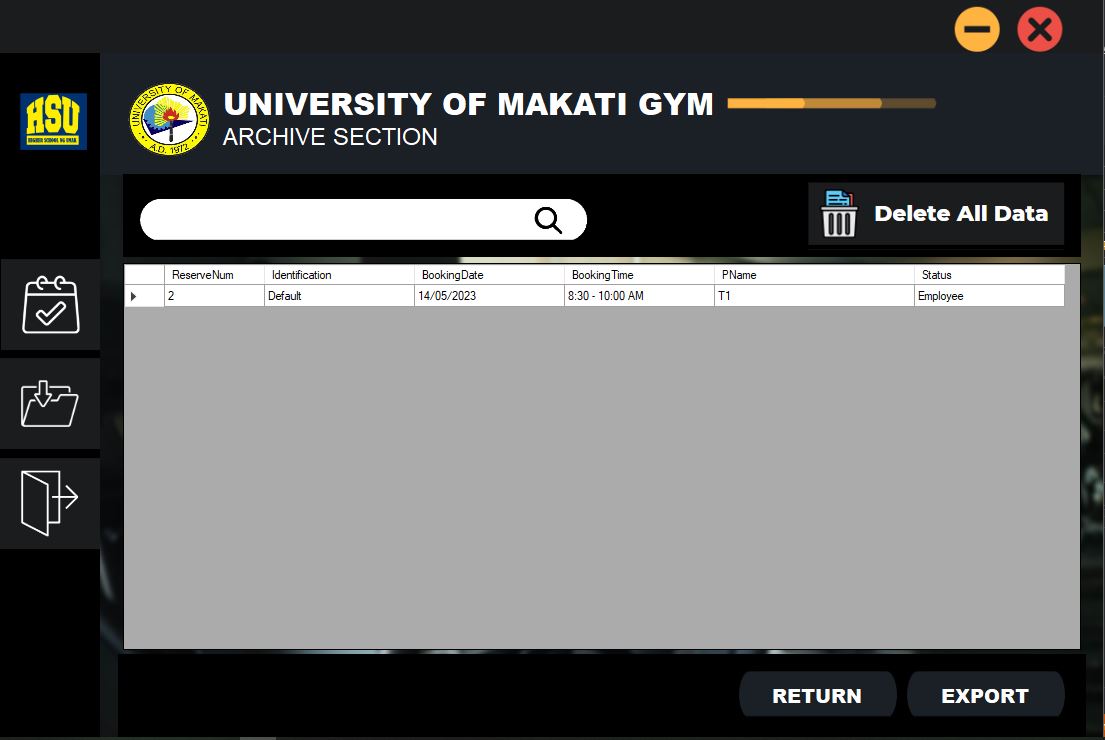 HSU
HIGHER SCHOOL NG UMAK
UNIVERSITY OF MAKATI
A.D. 1972
UNIVERSITY OF MAKATI GYM
ARCHIVE SECTION
Delete All Data
ReserveNum Identification BookingDate BookingTime PName Status
2 Default 14/05/2023 8:30 - 10:00 AM T1 Employee
RETURN EXPORT